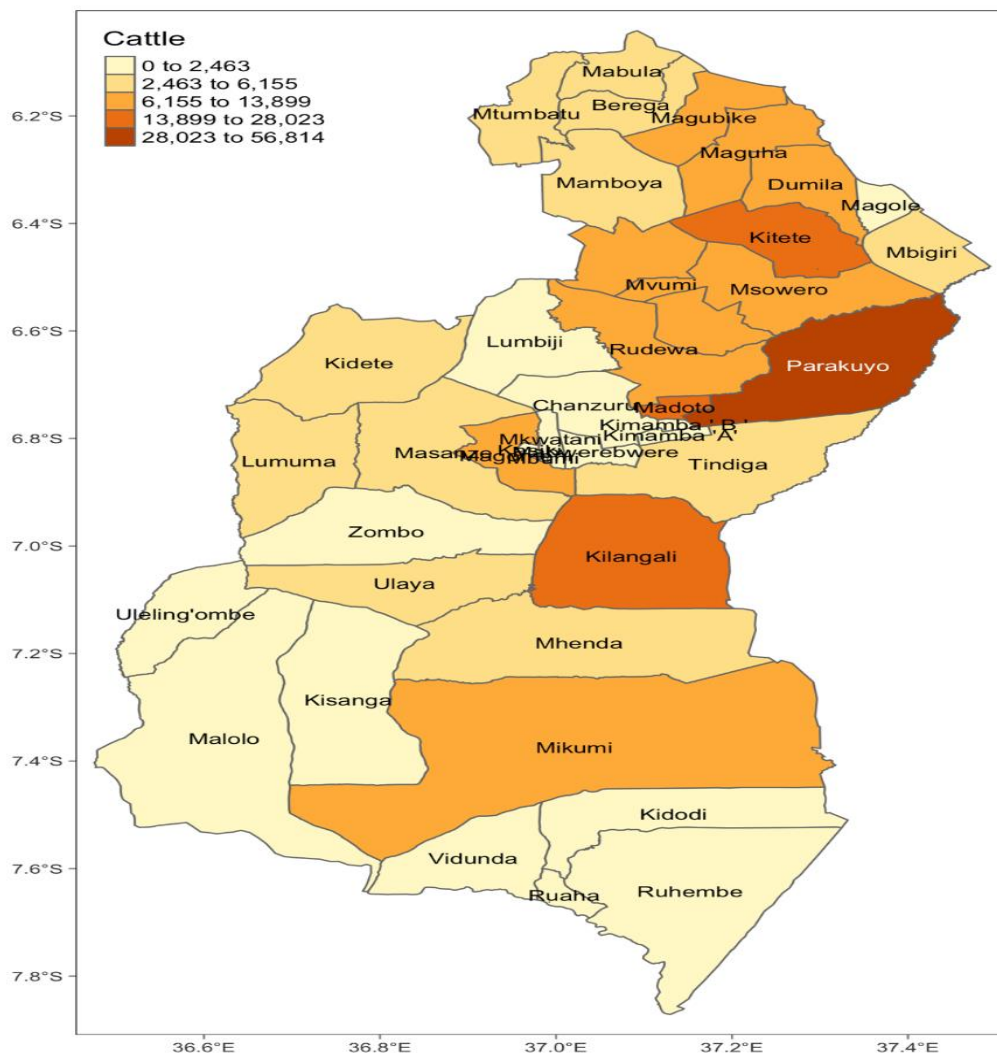 Cattle
0 to 2,463
2,463 to 6,155
6,155 to 13,899
13,899 to 28,023
28,023 to 56,814
Mabula
Berega
Mtumbatu
Magubike
Maguha
Mamboya
Dumila
Magole
Kitete
Mbigiri
Mvumi
Msowero
Lumbiji
Rudewa
Kidete
Parakuyo
Chanzuru
Madoto
Kimamba ' B '
Kimamba 'A'
Mkwatani
Masanze
Lumuma
Tindiga
Zombo
Kilangali
Ulaya
Uleling'ombe
Mhenda
Kisanga
Malolo
Mikumi
Kidodi
Vidunda
Ruaha
Ruhembe
6.2°S
6.4°S
6.6°S
6.8°S
7.0°S
7.2°S
7.4°S
7.6°S
7.8°S
36.6°E
36.8°E
37.0°E
37.2°E
37.4°E